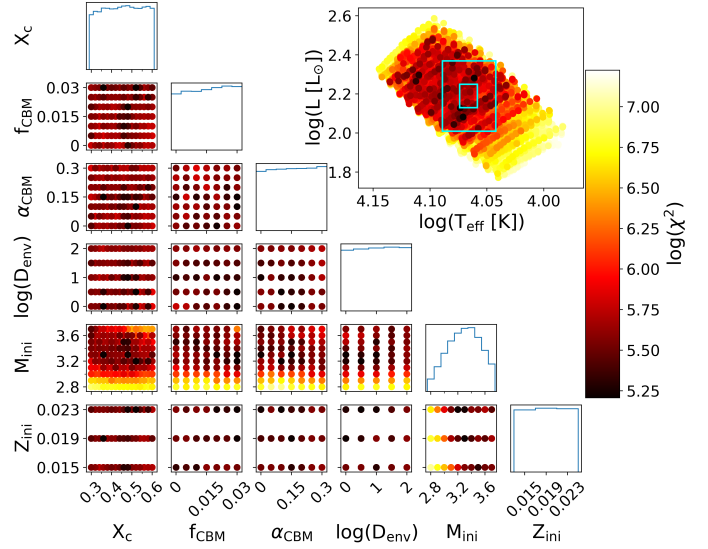 X_c
f_CBM
0.03
0.015
0
α_CBM
0.3
0.15
0
log(D_env)
2
1
0
M_ini
3.6
3.2
2.8
Z_ini
0.023
0.019
0.015
0.3 0.4 0.5 0.6
0 0.015 0.03
0 0.15 0.3
0 1 2
2.8 3.2 3.6
0.015 0.019 0.023
X_c f_CBM α_CBM log(D_env) M_ini Z_ini
log(L [L_⊙])
2.6
2.4
2.2
2.0
1.8
4.15 4.10 4.05 4.00
log(T_eff [K])
7.00
6.75
6.50
6.25
6.00
5.75
5.50
5.25
log(χ²)